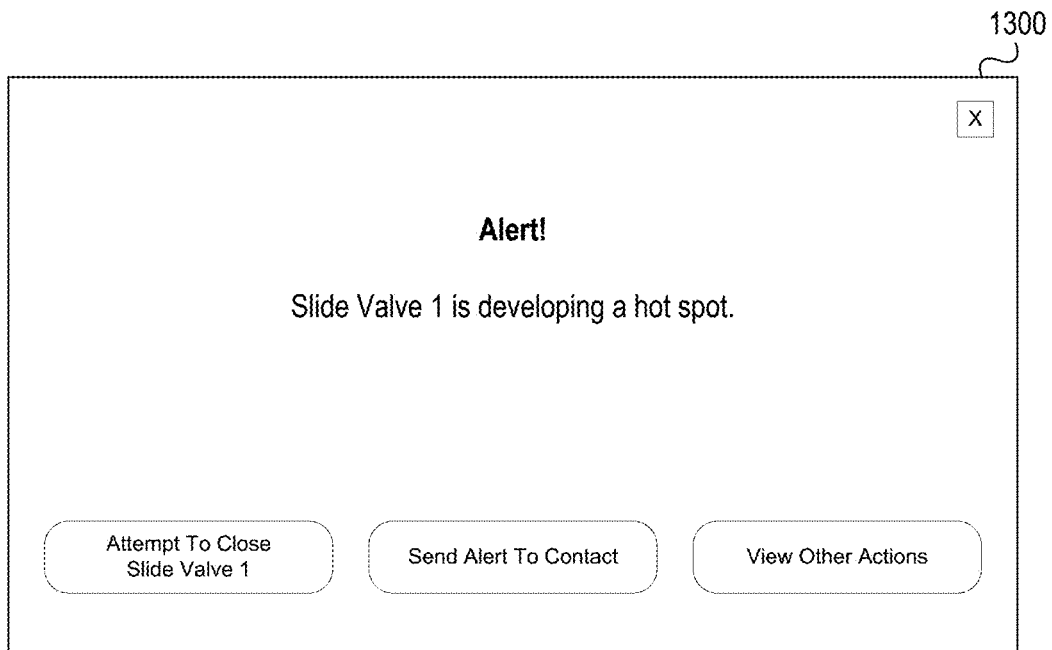 1300
X
Alert!
Slide Valve 1 is developing a hot spot.
Attempt To Close
Slide Valve 1
Send Alert To Contact
View Other Actions